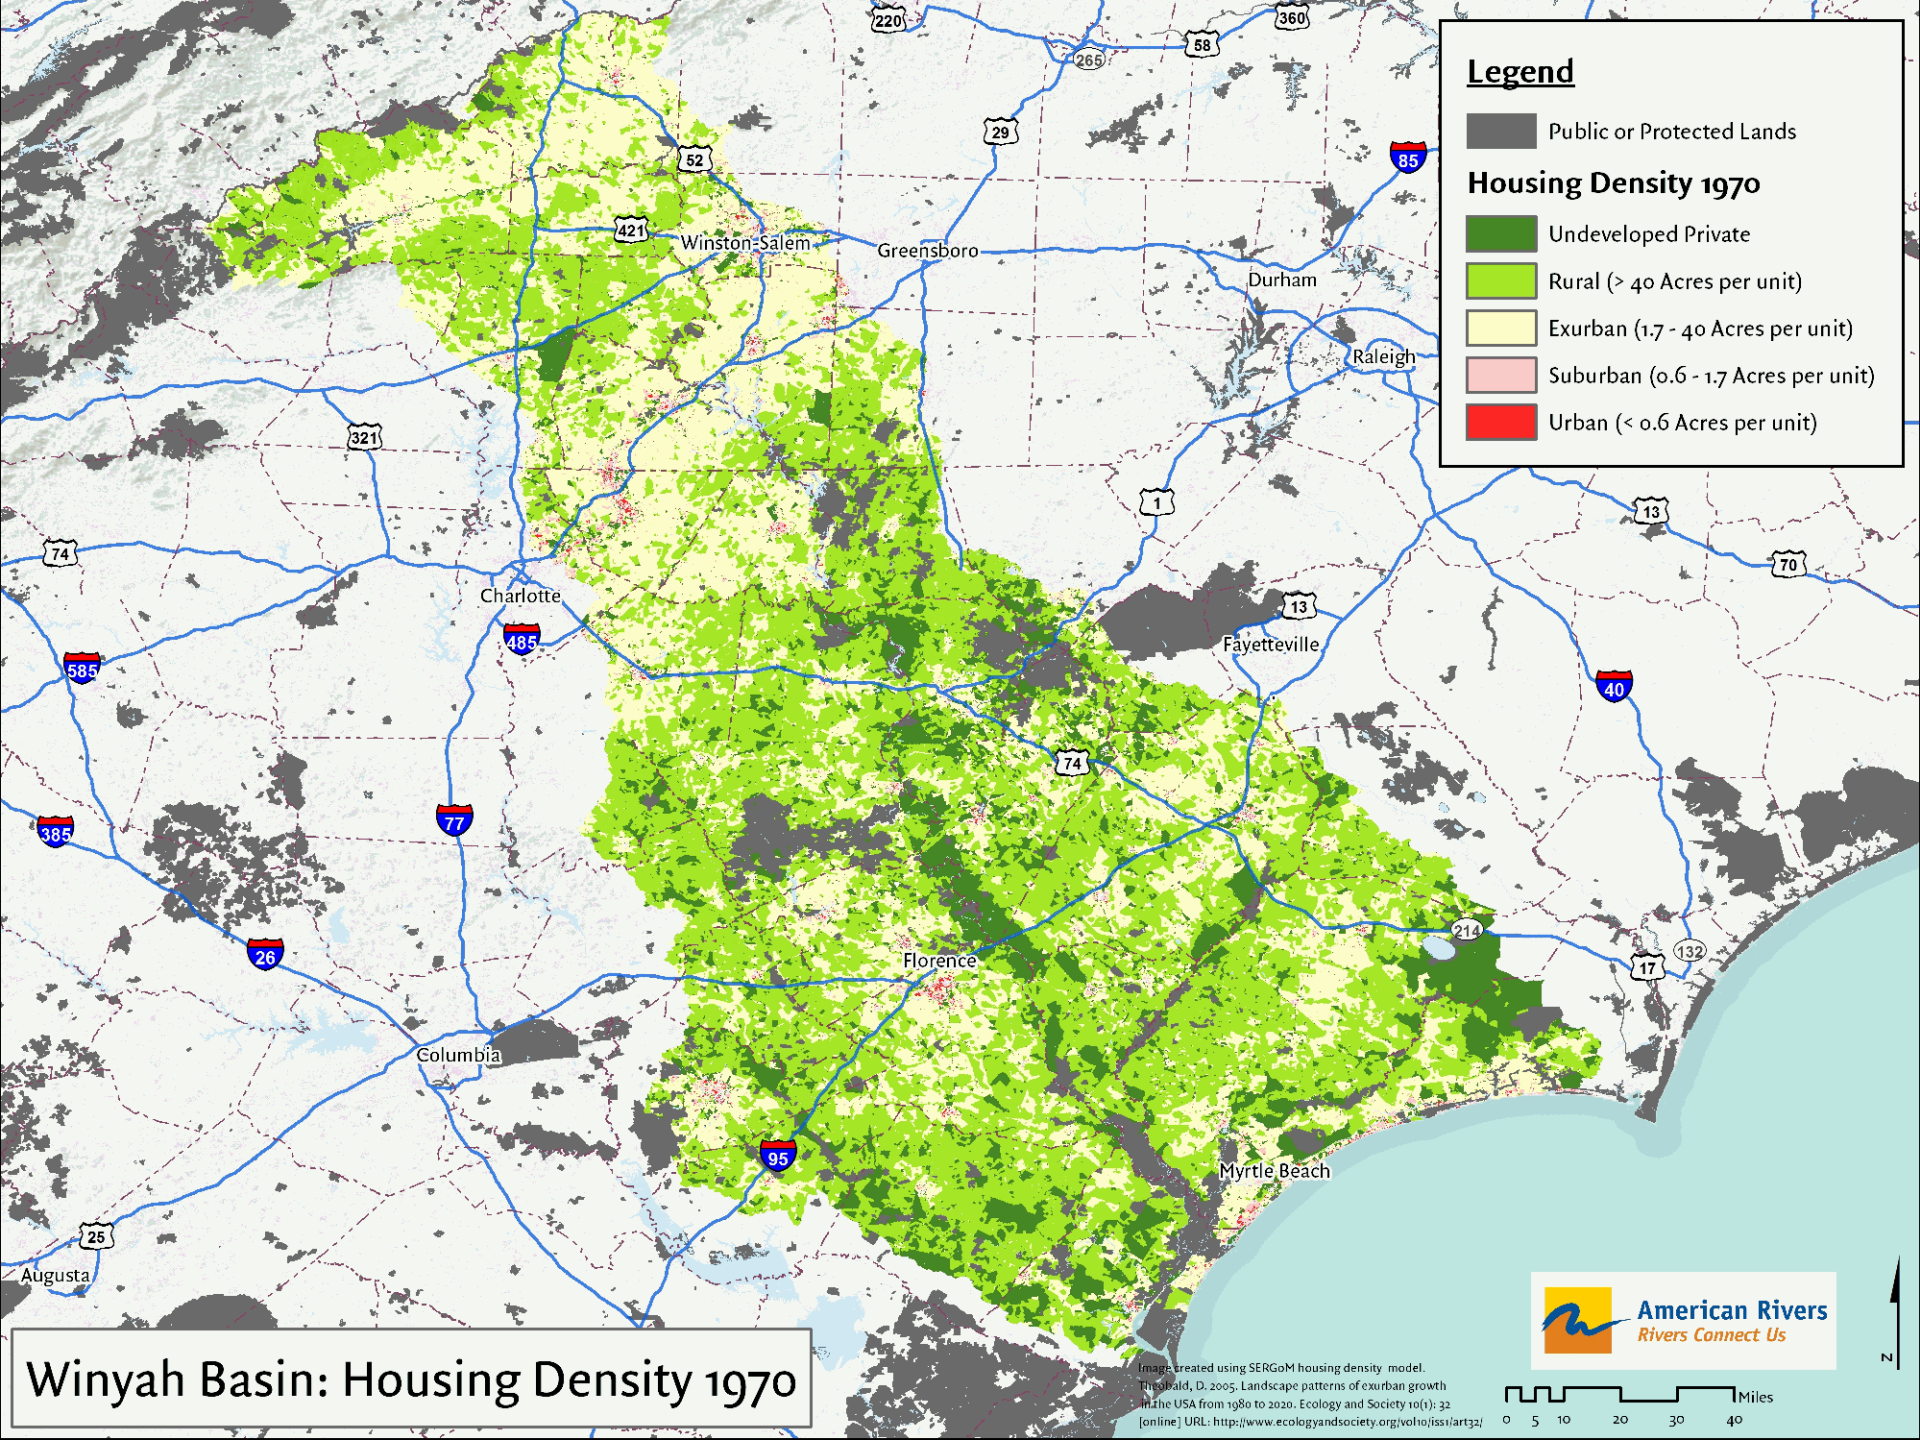 220
360
58
265
Legend
Public or Protected Lands
29
85
52
Housing Density 1970
421
Undeveloped Private
Winston-Salem
Greensboro
Durham
Rural (> 40 Acres per unit)
Exurban (1.7 - 40 Acres per unit)
Raleigh
Suburban (0.6 - 1.7 Acres per unit)
Urban (< 0.6 Acres per unit)
321
1
13
74
70
Charlotte
13
485
Fayetteville
585
40
74
77
385
214
26
Florence
132
17
Columbia
95
Myrtle Beach
25
Augusta
American Rivers
Rivers Connect Us
Winyah Basin: Housing Density 1970
Image created using SERGoM housing density model.
Theobald, D. 2005. Landscape patterns of exurban growth
in the USA from 1980 to 2020. Ecology and Society 10(1): 32
[online] URL: http://www.ecologyandsociety.org/vol10/iss1/art32/
N
Miles
0 5 10 20 30 40